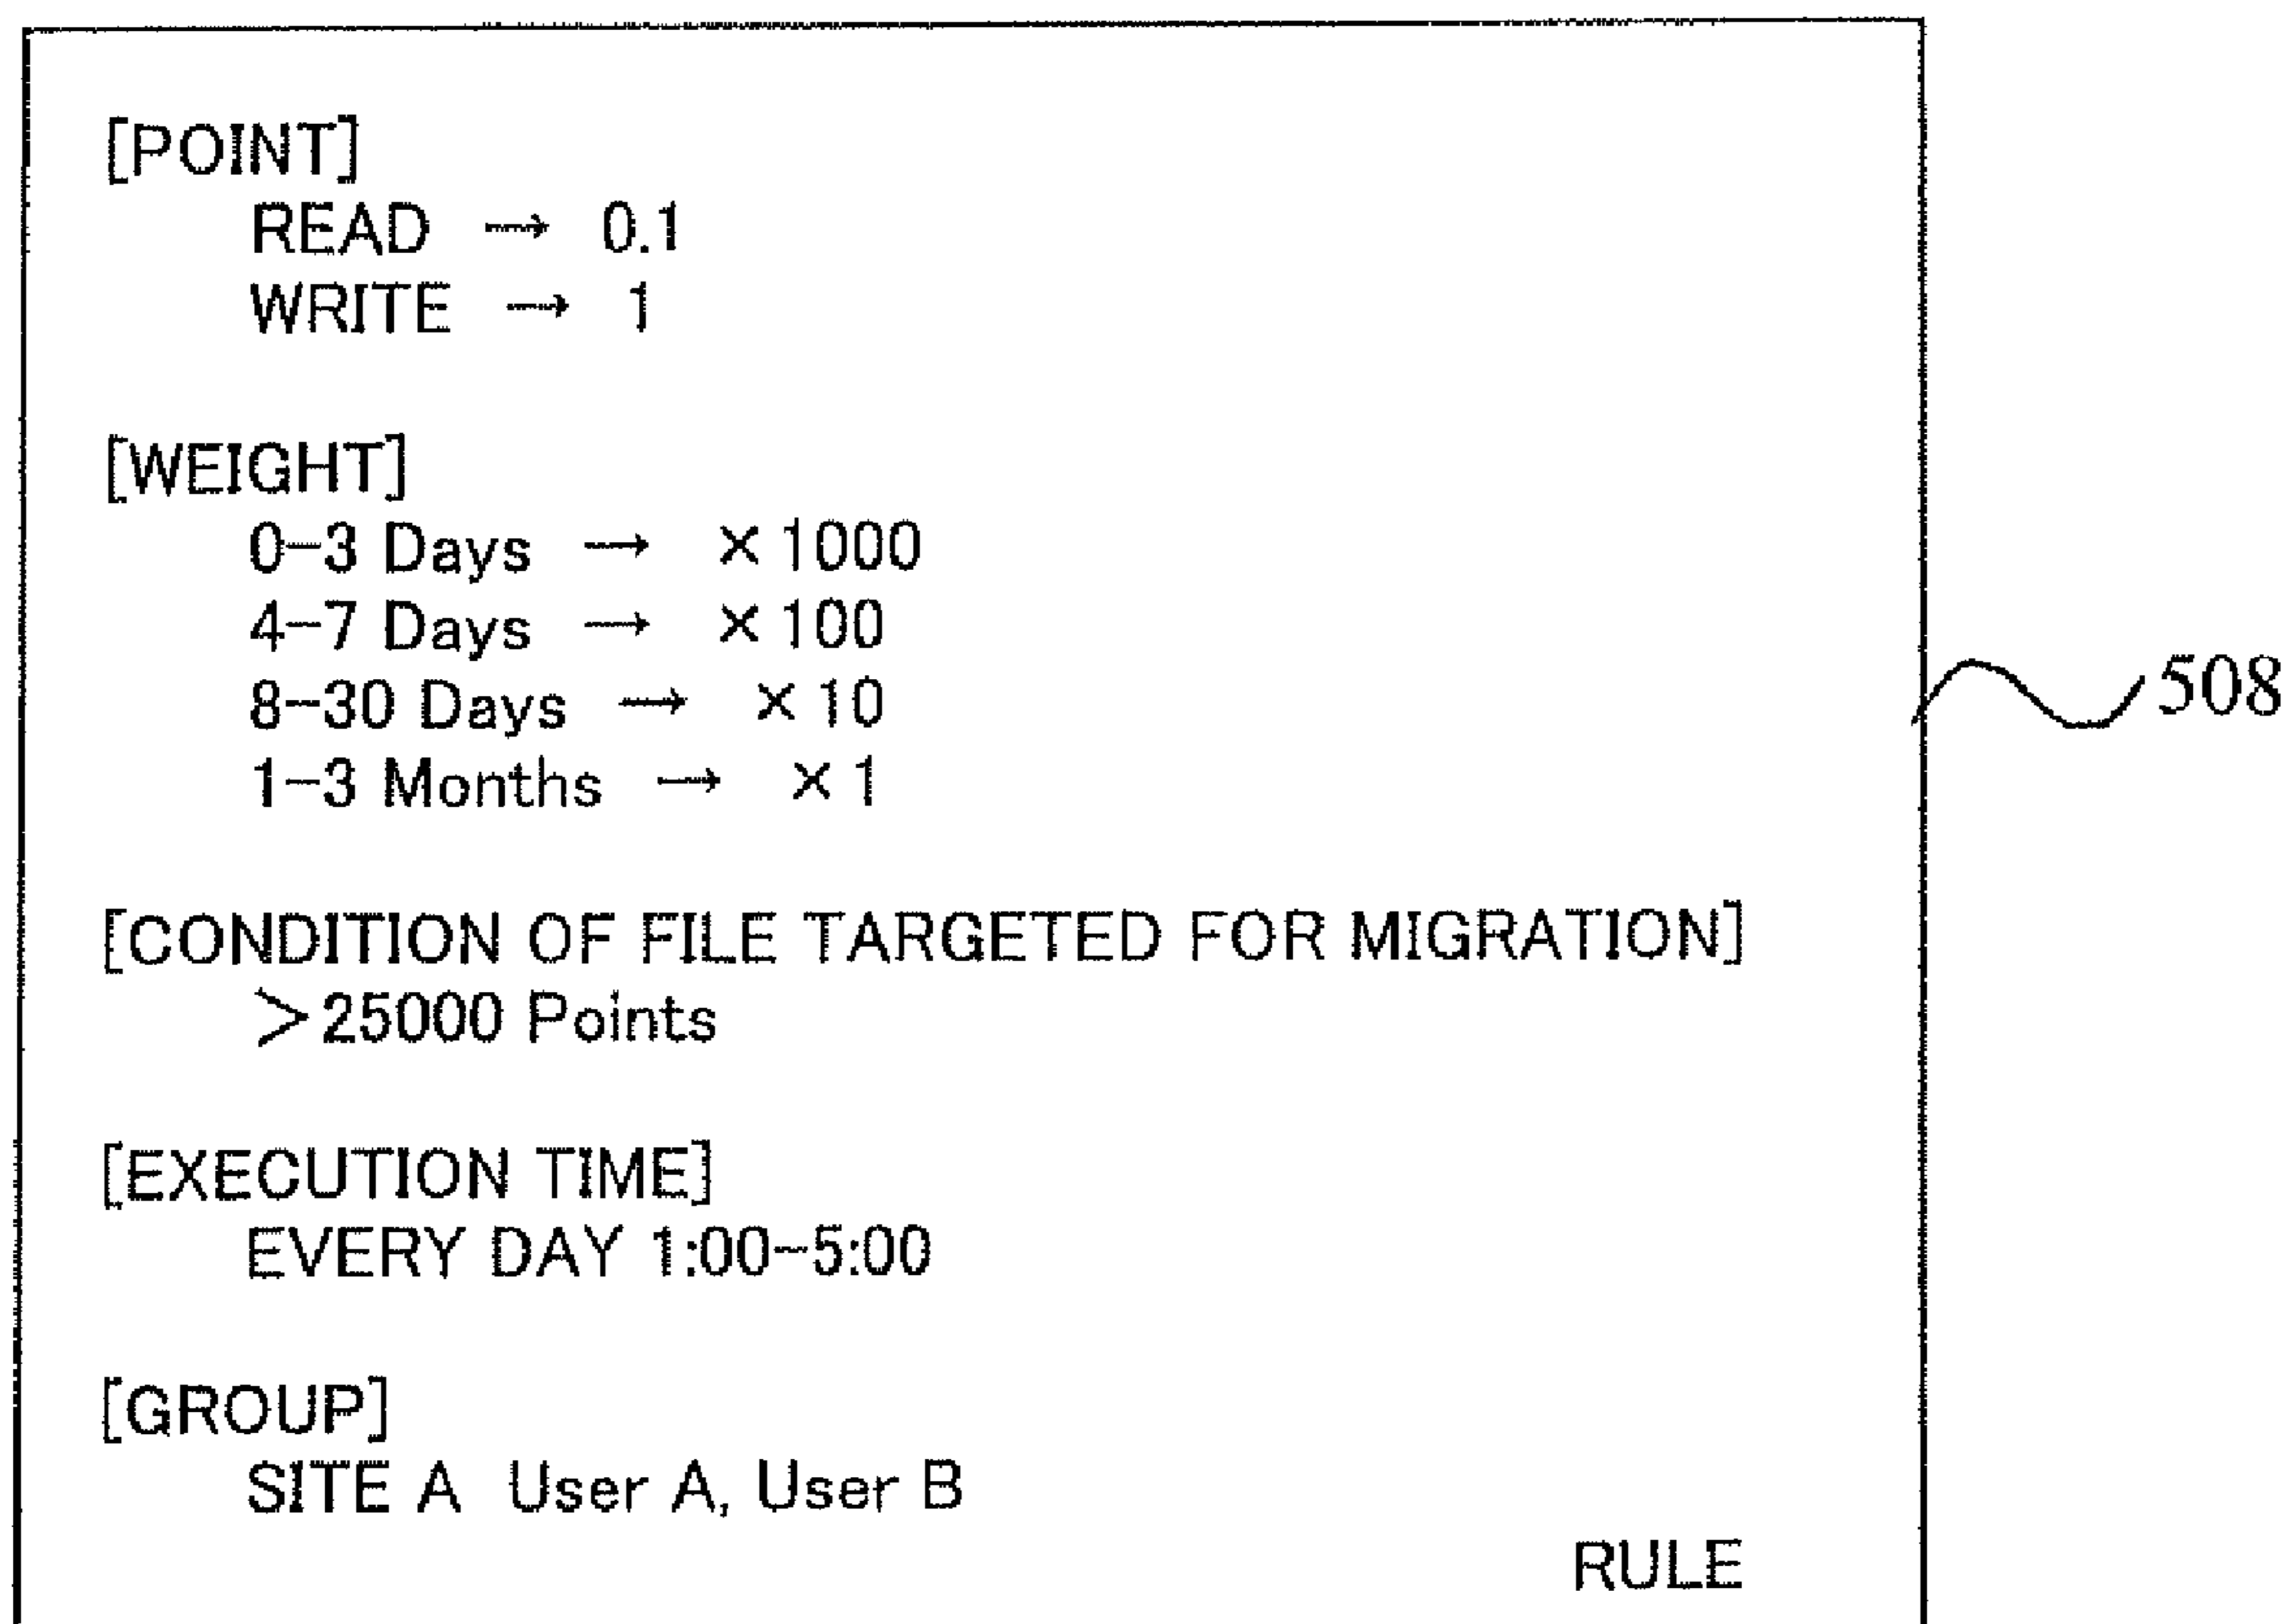 [POINT]
READ → 0.1
WRITE → 1
[WEIGHT]
0-3 Days → ×1000
4-7 Days → ×100
8-30 Days → ×10
1-3 Months → ×1
508
[CONDITION OF FILE TARGETED FOR MIGRATION]
>25000 Points
[EXECUTION TIME]
EVERY DAY 1:00-5:00
[GROUP]
SITE A User A, User B
RULE